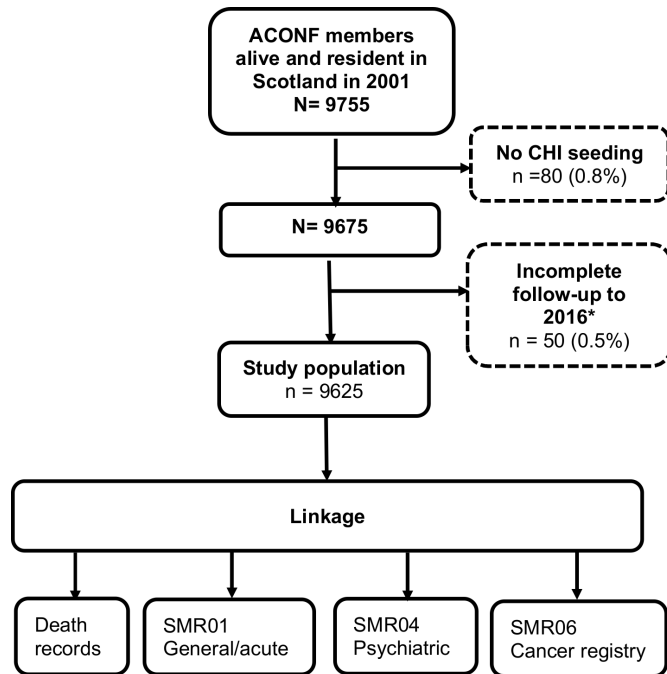 ACONF members
alive and resident in
Scotland in 2001
N= 9755
No CHI seeding
n =80 (0.8%)
N= 9675
Incomplete
follow-up to
2016*
n = 50 (0.5%)
Study population
n = 9625
Linkage
Death
records
SMR01
General/acute
SMR04
Psychiatric
SMR06
Cancer registry